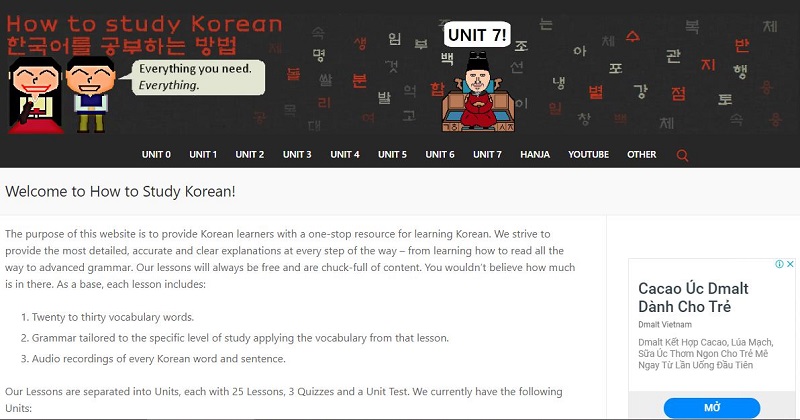 How to study Korean
한국어를 공부하는 방법
Everything you need.
Everything.
UNIT 7!
UNIT 0 UNIT 1 UNIT 2 UNIT 3 UNIT 4 UNIT 5 UNIT 6 UNIT 7 HANJA YOUTUBE OTHER
Welcome to How to Study Korean!
The purpose of this website is to provide Korean learners with a one-stop resource for learning Korean. We strive to
provide the most detailed, accurate and clear explanations at every step of the way – from learning how to read all the
way to advanced grammar. Our lessons will always be free and are chuck-full of content. You wouldn't believe how much
is in there. As a base, each lesson includes:
1. Twenty to thirty vocabulary words.
2. Grammar tailored to the specific level of study applying the vocabulary from that lesson.
3. Audio recordings of every Korean word and sentence.
Our Lessons are separated into Units, each with 25 Lessons, 3 Quizzes and a Unit Test. We currently have the following
Units:
Cacao Úc Dmalt
Dành Cho Trẻ
Dmalt Vietnam
Dmalt Kết Hợp Cacao, Lúa Mạch,
Sữa Úc Thơm Ngon Cho Trẻ Mê
Ngay Từ Lần Uống Đầu Tiên
MỞ